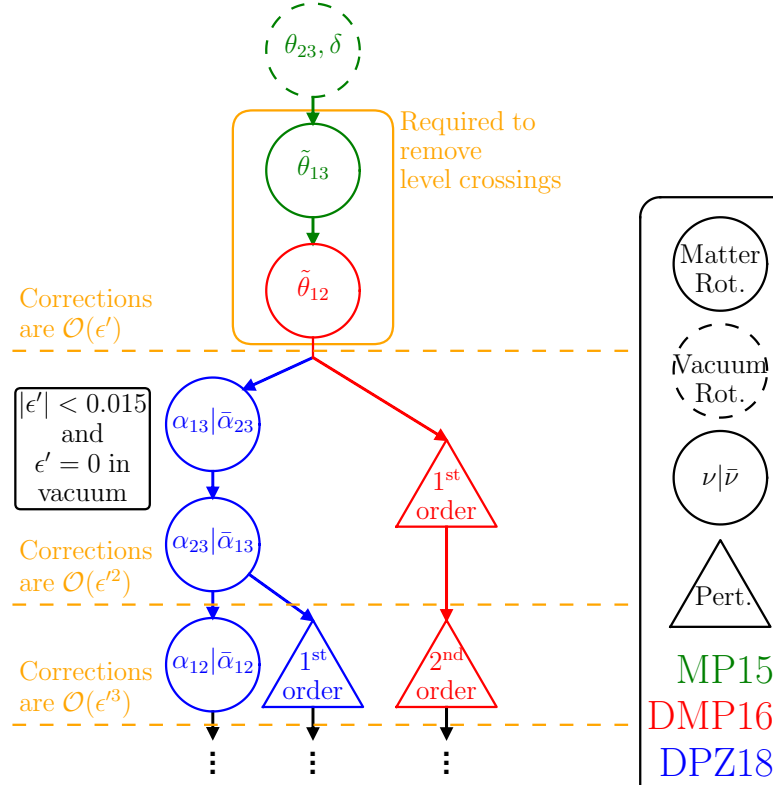 θ₂₃, δ
Required to
remove
level crossings
θ̃₁₃
θ̃₁₂
Corrections
are 𝒪(ϵ′)
|ϵ′| < 0.015
and
ϵ′ = 0 in
vacuum
α₁₃|ᾱ₂₃
1st
order
α₂₃|ᾱ₁₃
Corrections
are 𝒪(ϵ′²)
α₁₂|ᾱ₁₂
1st
order
2nd
order
Corrections
are 𝒪(ϵ′³)
Matter
Rot.
Vacuum
Rot.
ν|ν̄
Pert.
MP15
DMP16
DPZ18